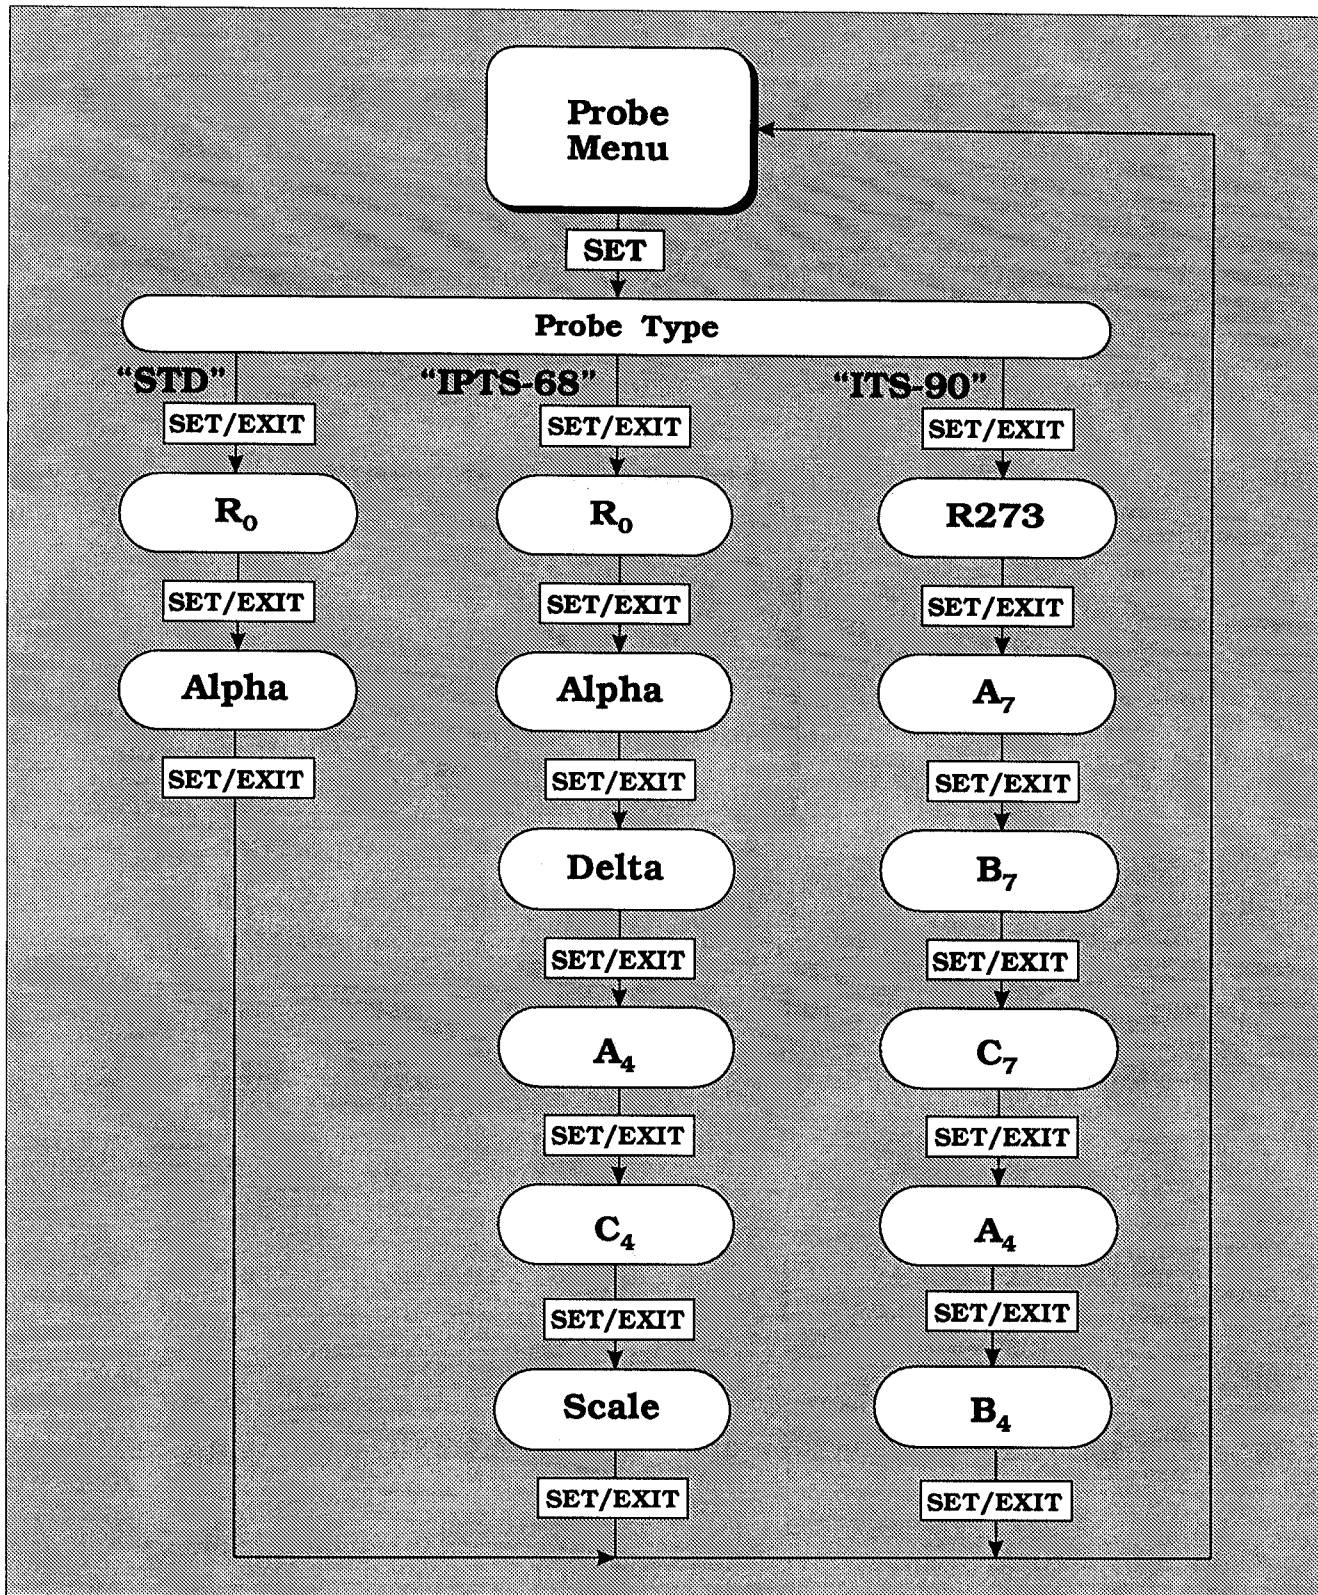 Probe
Menu
SET
Probe Type
“STD”
SET/EXIT
R₀
SET/EXIT
Alpha
SET/EXIT
“IPTS-68”
SET/EXIT
R₀
SET/EXIT
Alpha
SET/EXIT
Delta
SET/EXIT
A₄
SET/EXIT
C₄
SET/EXIT
Scale
SET/EXIT
“ITS-90”
SET/EXIT
R273
SET/EXIT
A₇
SET/EXIT
B₇
SET/EXIT
C₇
SET/EXIT
A₄
SET/EXIT
B₄
SET/EXIT